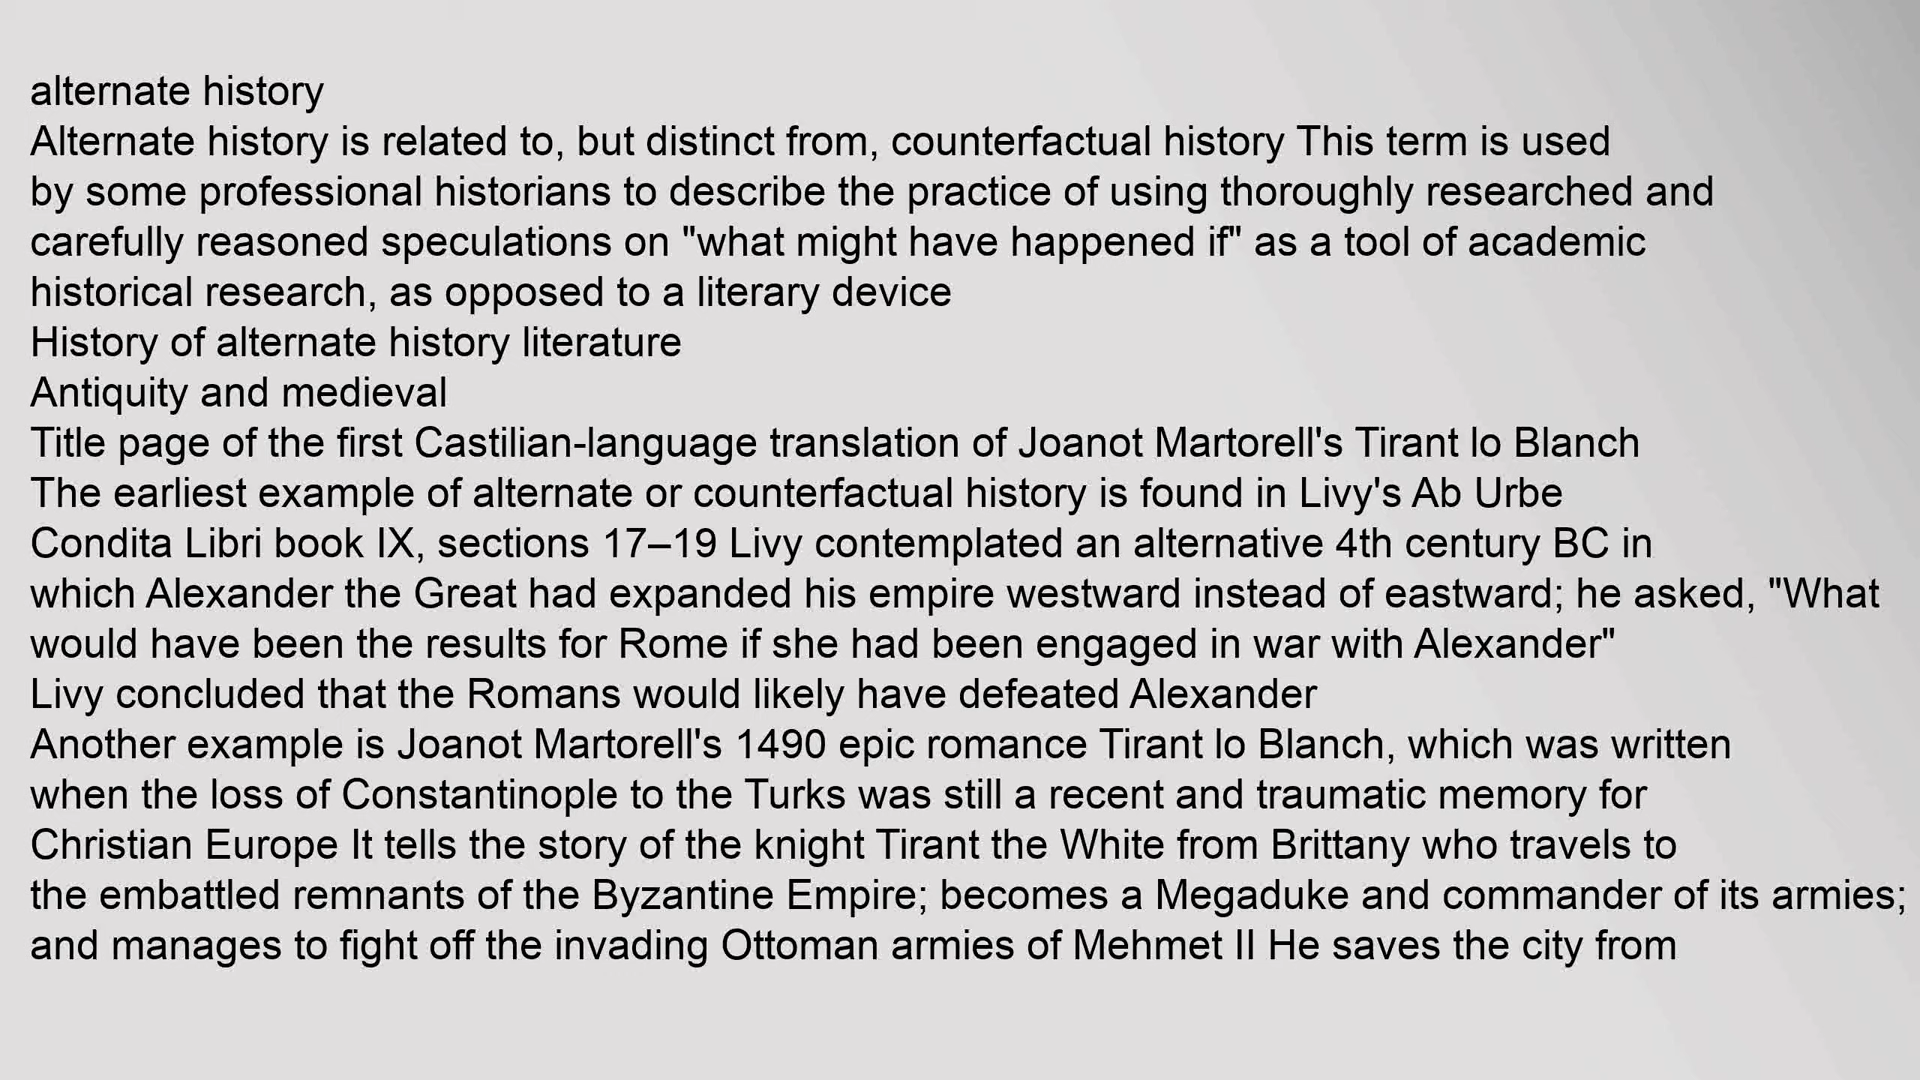 alternate history
Alternate history is related to, but distinct from, counterfactual history This term is used
by some professional historians to describe the practice of using thoroughly researched and
carefully reasoned speculations on "what might have happened if" as a tool of academic
historical research, as opposed to a literary device
History of alternate history literature
Antiquity and medieval
Title page of the first Castilian-language translation of Joanot Martorell's Tirant lo Blanch
The earliest example of alternate or counterfactual history is found in Livy's Ab Urbe
Condita Libri book IX, sections 17–19 Livy contemplated an alternative 4th century BC in
which Alexander the Great had expanded his empire westward instead of eastward; he asked, "What
would have been the results for Rome if she had been engaged in war with Alexander"
Livy concluded that the Romans would likely have defeated Alexander
Another example is Joanot Martorell's 1490 epic romance Tirant lo Blanch, which was written
when the loss of Constantinople to the Turks was still a recent and traumatic memory for
Christian Europe It tells the story of the knight Tirant the White from Brittany who travels to
the embattled remnants of the Byzantine Empire; becomes a Megaduke and commander of its armies;
and manages to fight off the invading Ottoman armies of Mehmet II He saves the city from